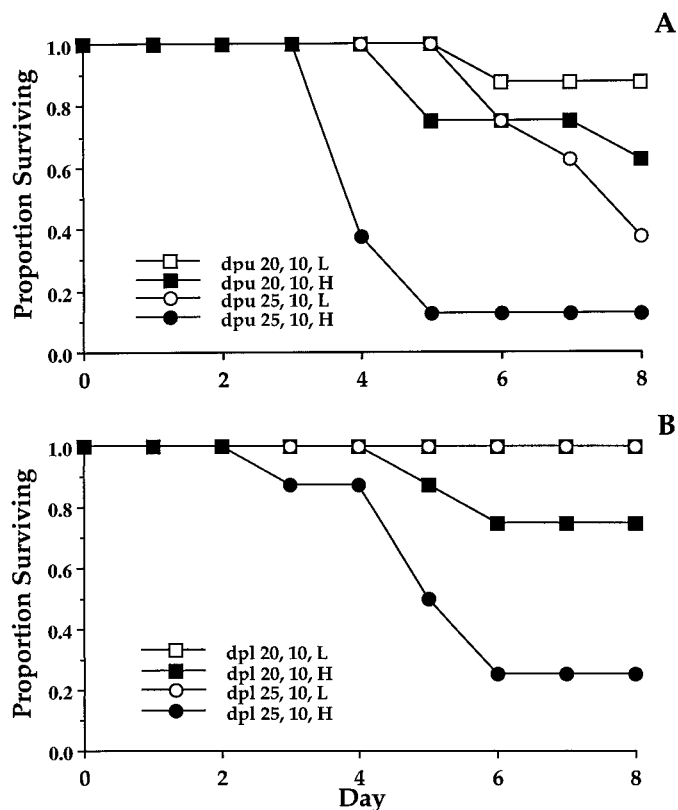 A
Proportion Surviving
1.0
0.8
0.6
0.4
0.2
0.0
dpu 20, 10, L
dpu 20, 10, H
dpu 25, 10, L
dpu 25, 10, H
0 2 4 6 8
B
Proportion Surviving
1.0
0.8
0.6
0.4
0.2
0.0
dpl 20, 10, L
dpl 20, 10, H
dpl 25, 10, L
dpl 25, 10, H
0 2 4 6 8
Day